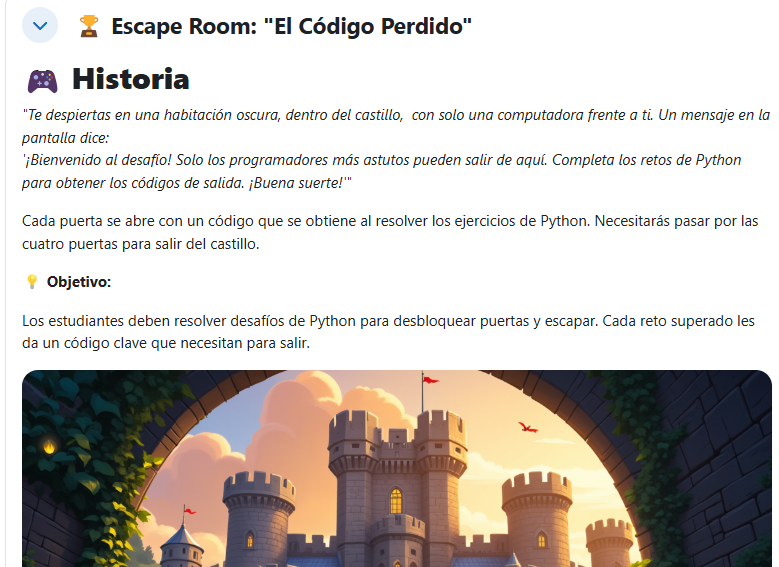 🏆 Escape Room: "El Código Perdido"
🎮 Historia
"Te despiertas en una habitación oscura, dentro del castillo,  con solo una computadora frente a ti. Un mensaje en la
pantalla dice:
'¡Bienvenido al desafío! Solo los programadores más astutos pueden salir de aquí. Completa los retos de Python
para obtener los códigos de salida. ¡Buena suerte!'"
Cada puerta se abre con un código que se obtiene al resolver los ejercicios de Python. Necesitarás pasar por las
cuatro puertas para salir del castillo.
💡 Objetivo:
Los estudiantes deben resolver desafíos de Python para desbloquear puertas y escapar. Cada reto superado les
da un código clave que necesitan para salir.